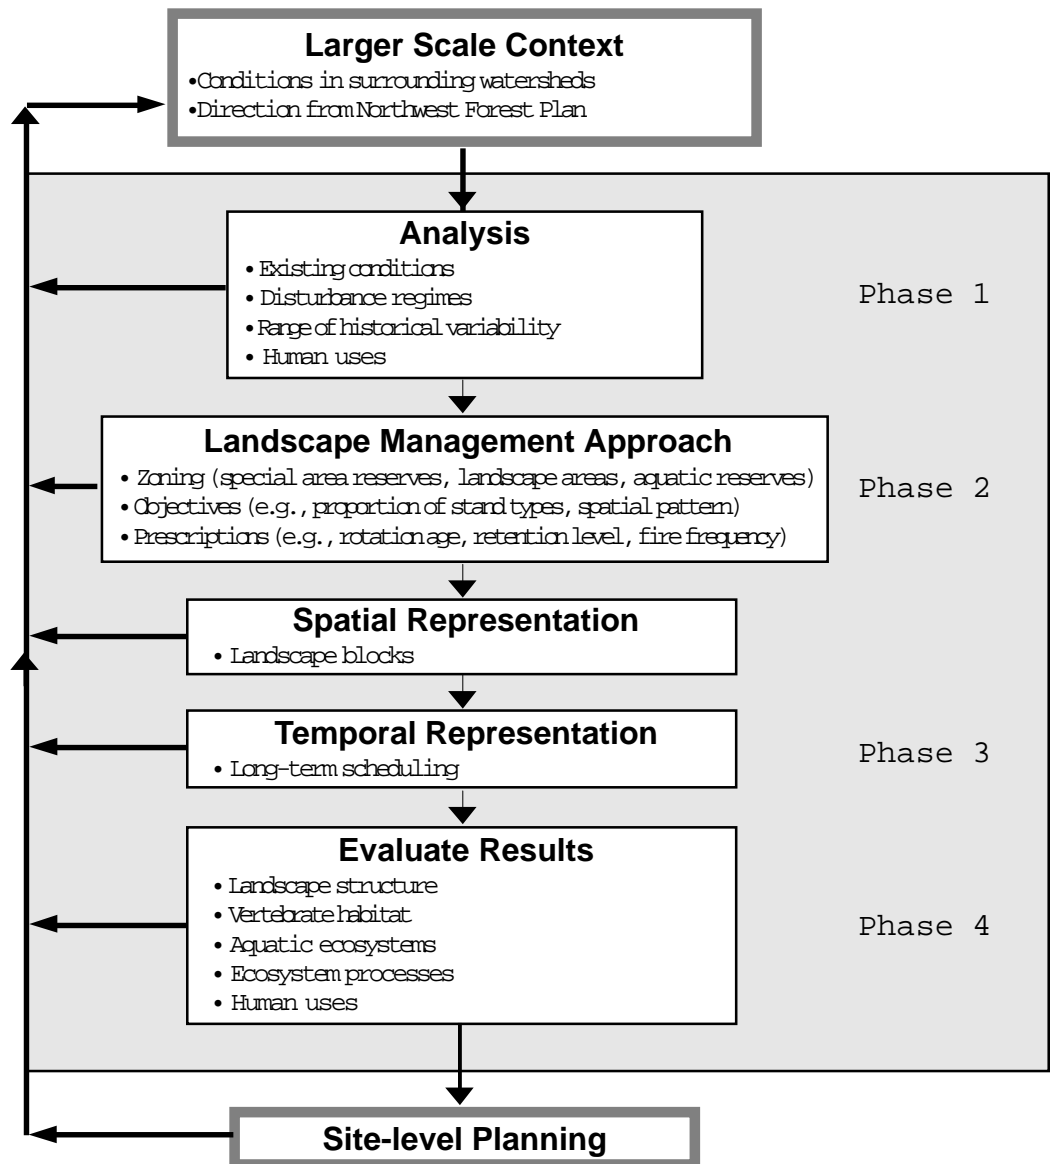 Larger Scale Context
•Conditions in surrounding watersheds
•Direction from Northwest Forest Plan
Analysis
• Existing conditions
• Disturbance regimes
• Range of historical variability
• Human uses
Phase 1
Landscape Management Approach
• Zoning (special area reserves, landscape areas, aquatic reserves)
• Objectives (e.g., proportion of stand types, spatial pattern)
• Prescriptions (e.g., rotation age, retention level, fire frequency)
Phase 2
Spatial Representation
• Landscape blocks
Temporal Representation
• Long-term scheduling
Phase 3
Evaluate Results
• Landscape structure
• Vertebrate habitat
• Aquatic ecosystems
• Ecosystem processes
• Human uses
Phase 4
Site-level Planning